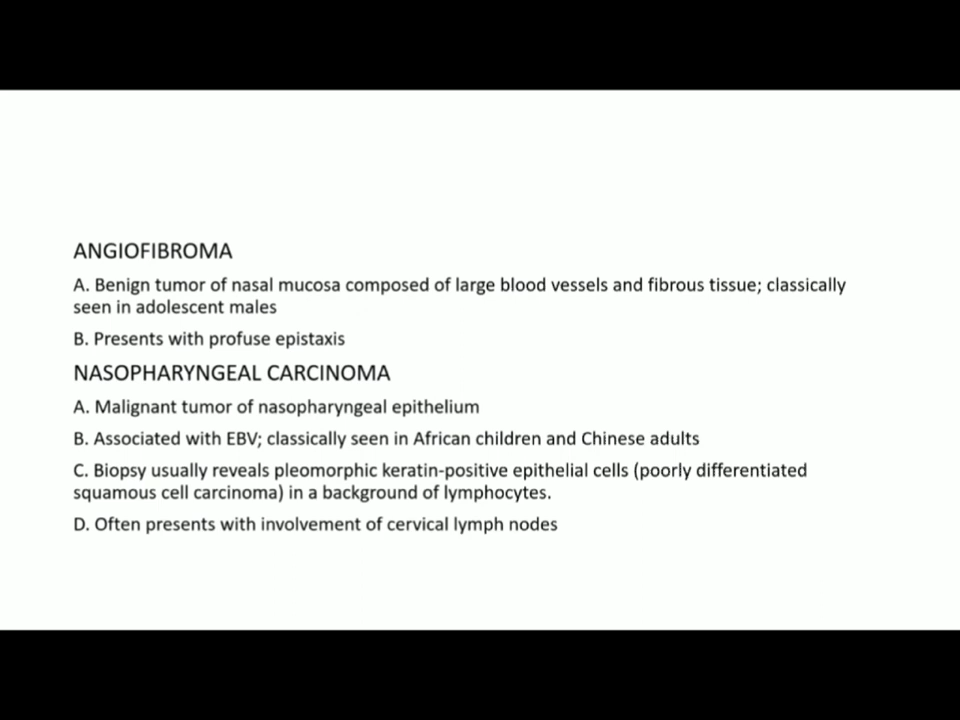 ANGIOFIBROMA
A. Benign tumor of nasal mucosa composed of large blood vessels and fibrous tissue; classically
seen in adolescent males
B. Presents with profuse epistaxis
NASOPHARYNGEAL CARCINOMA
A. Malignant tumor of nasopharyngeal epithelium
B. Associated with EBV; classically seen in African children and Chinese adults
C. Biopsy usually reveals pleomorphic keratin-positive epithelial cells (poorly differentiated
squamous cell carcinoma) in a background of lymphocytes.
D. Often presents with involvement of cervical lymph nodes